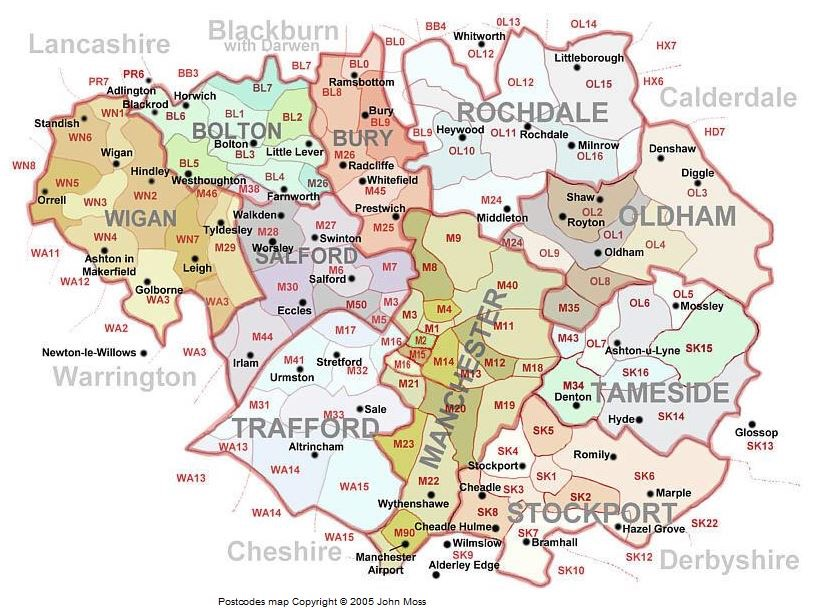 Lancashire
Blackburn
with Darwen
BL0
BB4
Whitworth
OL12
0L13
OL14
HX7
HX6
Calderdale
HD7
PR7
PR6
BB3
BL7
Adlington
Blackrod
Horwich
BL7
BL0
Ramsbottom
BL8
OL12
Littleborough
OL15
Standish
WN1
WN6
BL6
BL1
BL2
BOLTON
Bolton
BL3
Little Lever
Bury
BL9
BURY
M26
Radcliffe
BL9
ROCHDALE
Heywood
OL11
Rochdale
OL10
Milnrow
OL16
Denshaw
Diggle
OL3
WN8
Wigan
Hindley
WN5
Orrell
WN2
WN3
WIGAN
WN4
Ashton in
Makerfield
Golborne
WA3
BL5
Westhoughton
BL4
M38
M26
Farnworth
M46
Tyldesley
WN7
M29
Leigh
WA3
WA11
WA12
WA2
WA3
Whitefield
M45
Prestwich
M25
Walkden
M28
Worsley
M27
Swinton
SALFORD
M6
M7
Salford
M30
Eccles
M50
M3
M5
M44
Irlam
M24
Middleton
M24
Shaw
OL2
Royton
OL1
Oldham
OLDHAM
OL4
OL9
OL8
M35
M9
M8
M40
M4
M3
M1
M11
M2
M15
M16
M16
M14
M13
M12
M18
M21
M20
M19
MANCHESTER
M23
M22
Wythenshawe
M90
Manchester
Airport
Newton-le-Willows
Warrington
M17
M41
Urmston
Stretford
M32
M31
M33
Sale
TRAFFORD
WA13
Altrincham
WA14
WA15
WA13
WA14
WA15
Cheshire
OL6
OL5
Mossley
M43
OL7
Ashton-u-Lyne
SK15
SK16
M34
Denton
TAMESIDE
Hyde
SK14
Glossop
SK13
SK5
SK4
Stockport
Romily
SK1
SK6
Cheadle
SK3
SK2
Marple
SK8
STOCKPORT
Cheadle Hulme
Hazel Grove
SK22
SK7
Bramhall
Wilmslow
SK9
Alderley Edge
SK12
SK10
Derbyshire
Postcodes map Copyright © 2005 John Moss